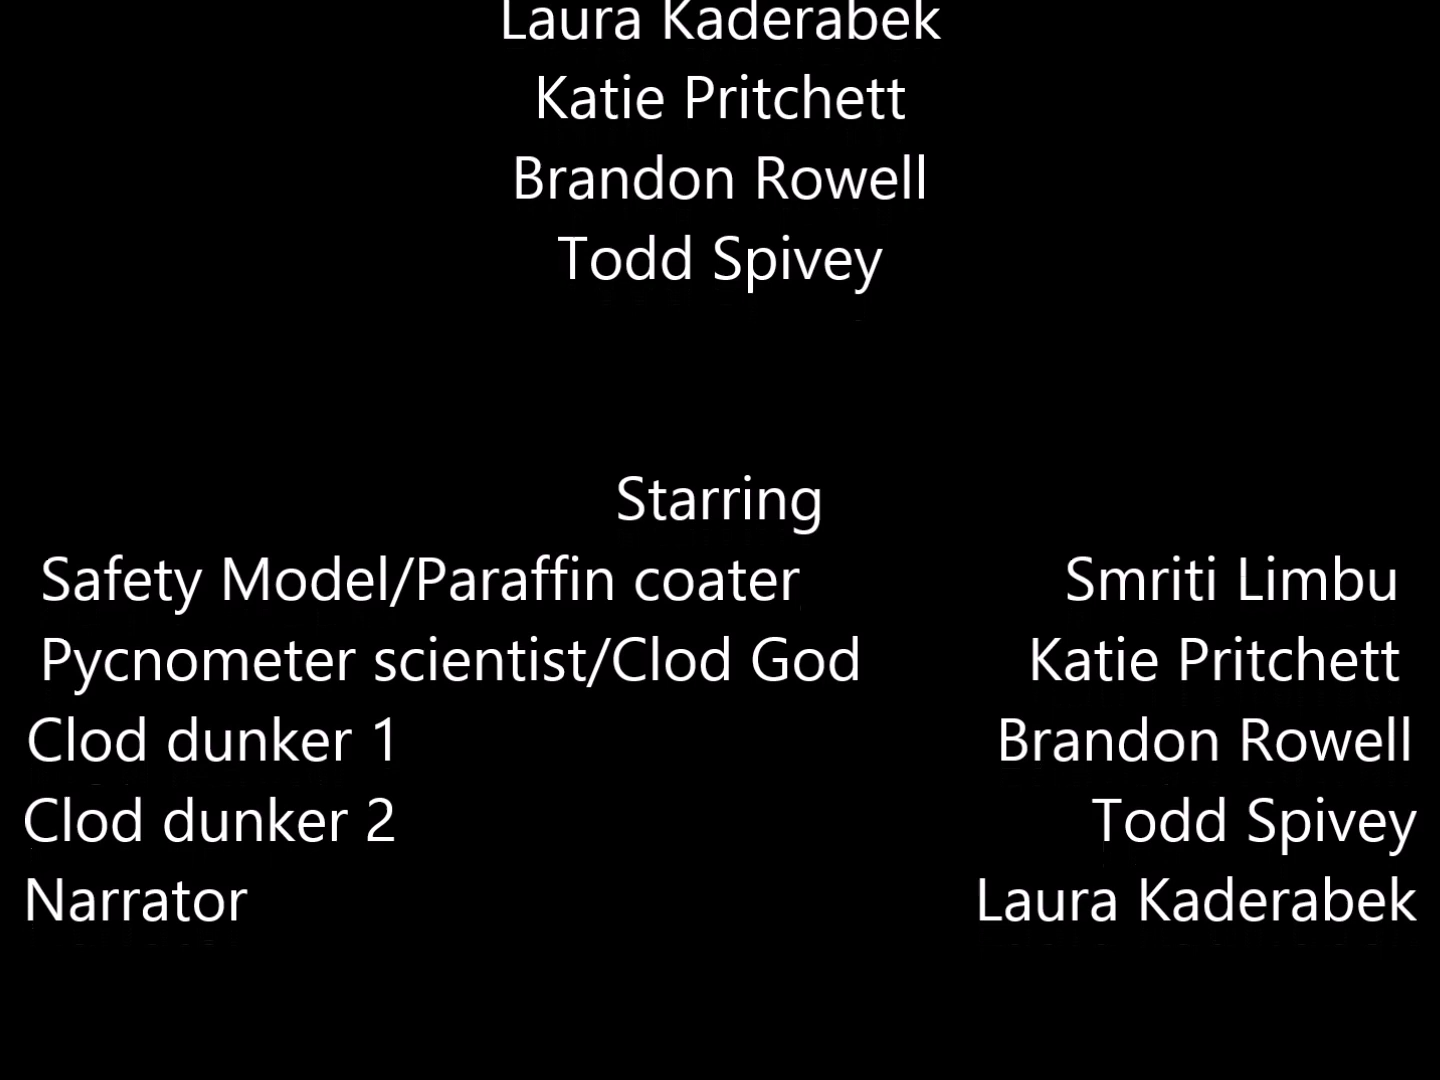 Laura Kaderabek
Katie Pritchett
Brandon Rowell
Todd Spivey
Starring
Safety Model/Paraffin coater Smriti Limbu
Pycnometer scientist/Clod God Katie Pritchett
Clod dunker 1 Brandon Rowell
Clod dunker 2 Todd Spivey
Narrator Laura Kaderabek